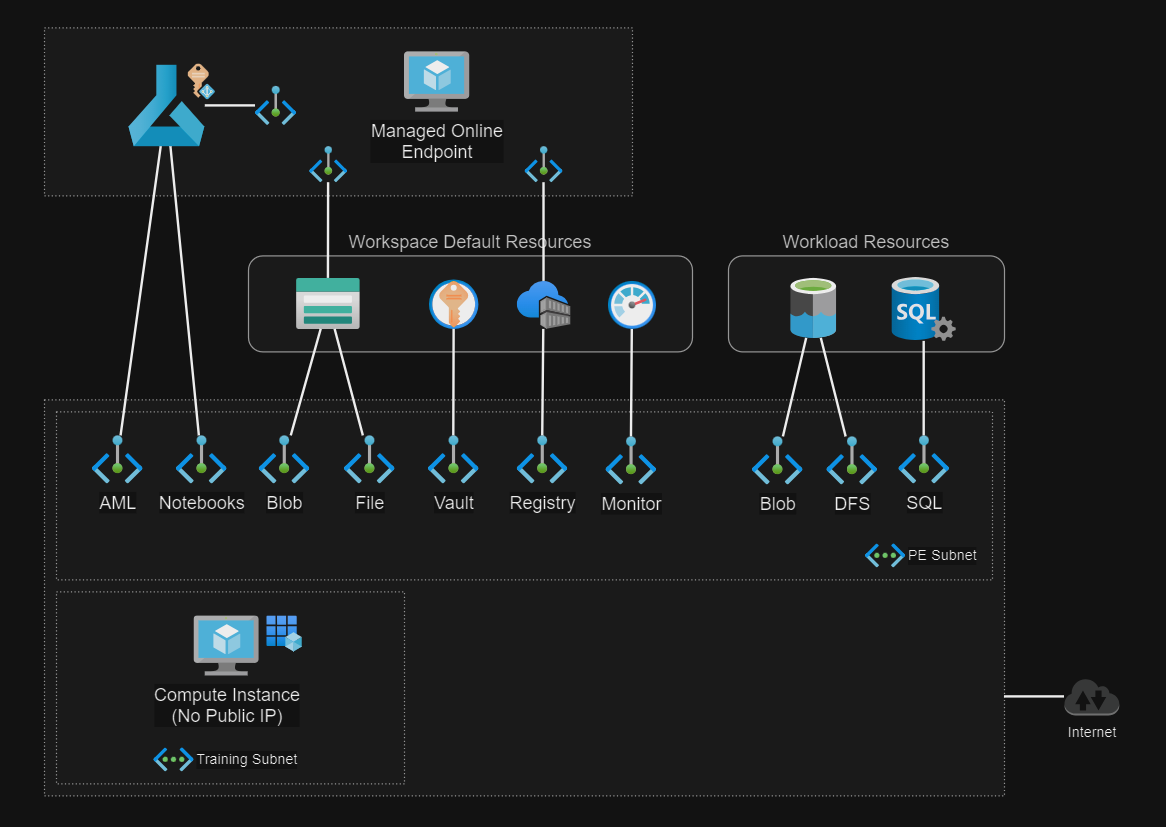 Managed Online
Endpoint
Workspace Default Resources
Workload Resources
SQL
AML
Notebooks
Blob
File
Vault
Registry
Monitor
Blob
DFS
SQL
PE Subnet
Compute Instance
(No Public IP)
Training Subnet
Internet